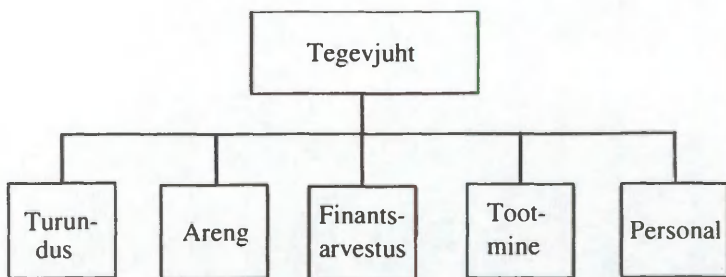 Tegevjuht
Turun-
dus
Areng
Finants-
arvestus
Toot-
mine
Personal